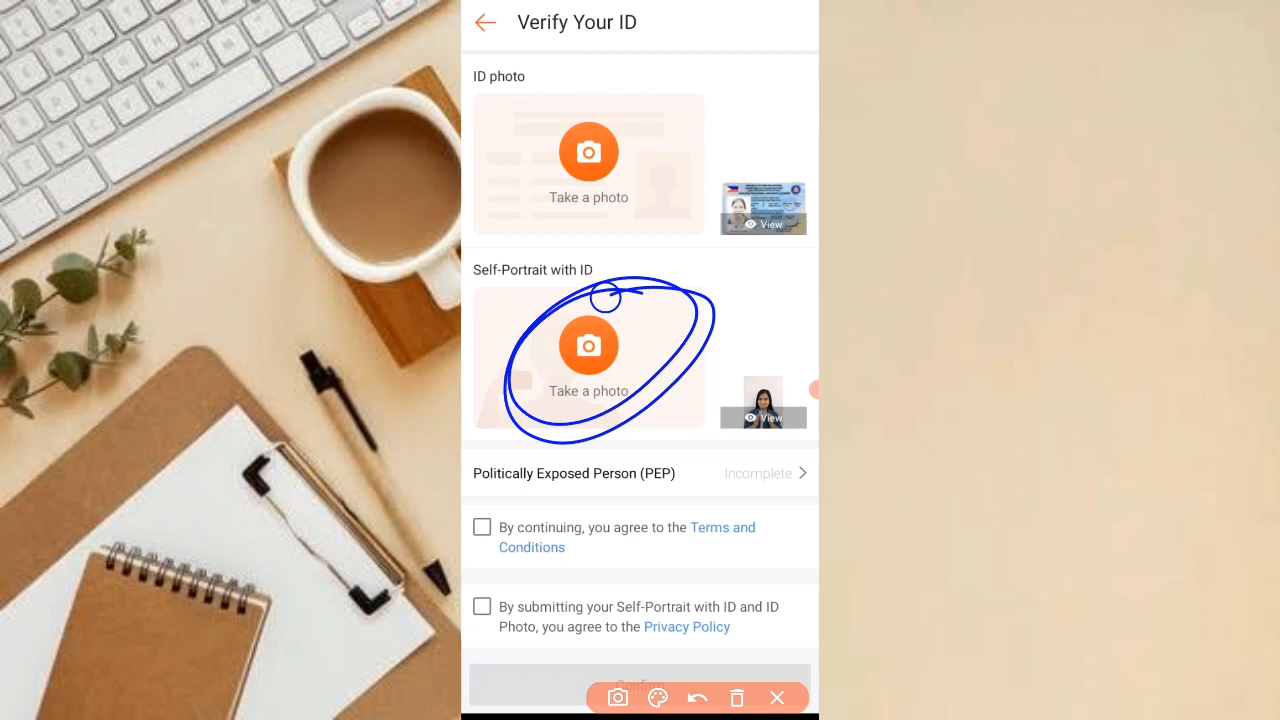 Verify Your ID
ID photo
Take a photo
View
Self-Portrait with ID
Take a photo
View
Politically Exposed Person (PEP)
Incomplete
By continuing, you agree to the Terms and
Conditions
By submitting your Self-Portrait with ID and ID
Photo, you agree to the Privacy Policy
Confirm